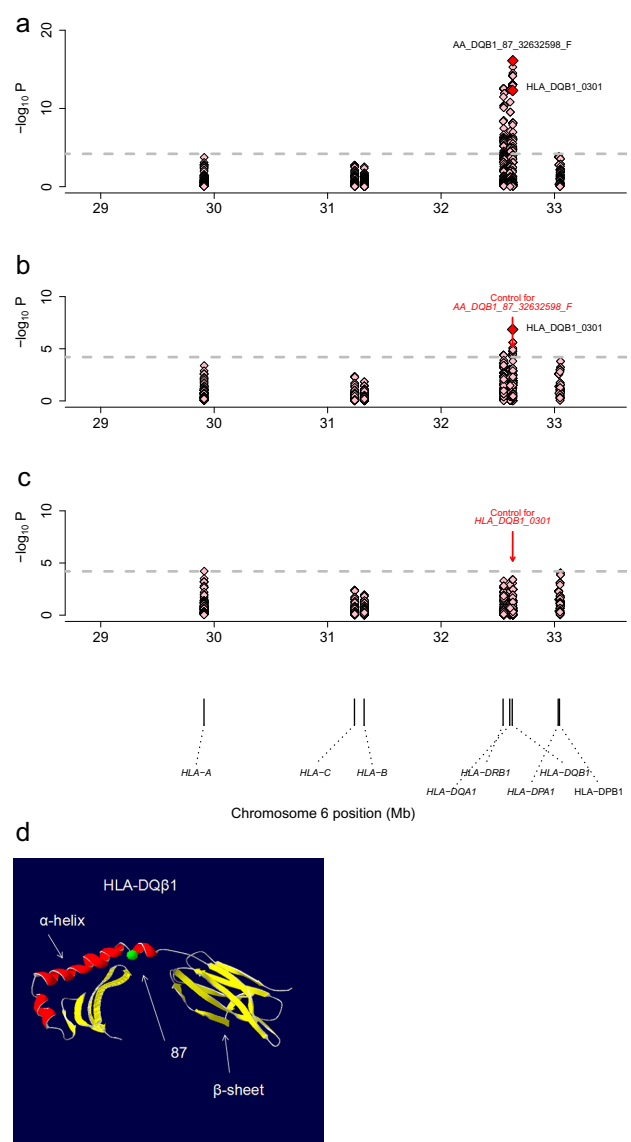 a
20
10
0
−log10 P
AA_DQB1_87_32632598_F
HLA_DQB1_0301
29 30 31 32 33
b
10
5
0
−log10 P
Control for
AA_DQB1_87_32632598_F
HLA_DQB1_0301
29 30 31 32 33
c
10
5
0
−log10 P
Control for
HLA_DQB1_0301
29 30 31 32 33
HLA−A HLA−C HLA−B HLA−DRB1 HLA−DQB1
HLA−DQA1 HLA−DPA1 HLA−DPB1
Chromosome 6 position (Mb)
d
HLA-DQβ1
α-helix
87
β-sheet